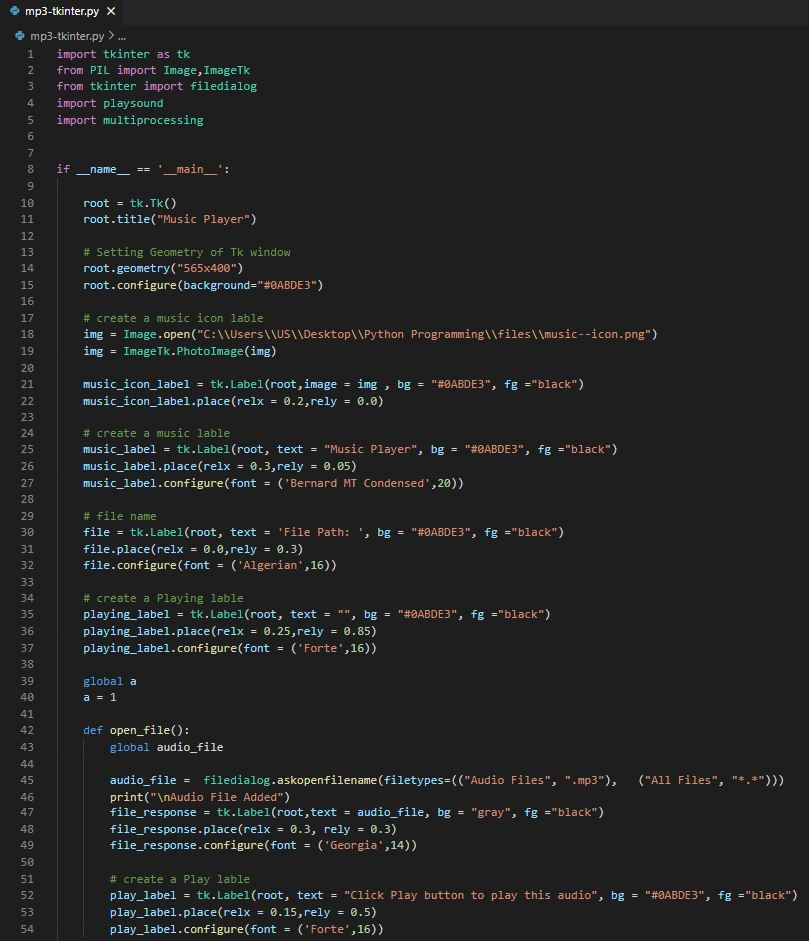 mp3-tkinter.py ×
mp3-tkinter.py > ...
1 import tkinter as tk
2 from PIL import Image,ImageTk
3 from tkinter import filedialog
4 import playsound
5 import multiprocessing
6
7
8 if __name__ == '__main__':
9
10     root = tk.Tk()
11     root.title("Music Player")
12
13     # Setting Geometry of Tk window
14     root.geometry("565x400")
15     root.configure(background="#0ABDE3")
16
17     # create a music icon lable
18     img = Image.open("C:\\Users\\US\\Desktop\\Python Programming\\files\\music--icon.png")
19     img = ImageTk.PhotoImage(img)
20
21     music_icon_label = tk.Label(root,image = img , bg = "#0ABDE3", fg ="black")
22     music_icon_label.place(relx = 0.2,rely = 0.0)
23
24     # create a music lable
25     music_label = tk.Label(root, text = "Music Player", bg = "#0ABDE3", fg ="black")
26     music_label.place(relx = 0.3,rely = 0.05)
27     music_label.configure(font = ('Bernard MT Condensed',20))
28
29     # file name
30     file = tk.Label(root, text = 'File Path: ', bg = "#0ABDE3", fg ="black")
31     file.place(relx = 0.0,rely = 0.3)
32     file.configure(font = ('Algerian',16))
33
34     # create a Playing lable
35     playing_label = tk.Label(root, text = "", bg = "#0ABDE3", fg ="black")
36     playing_label.place(relx = 0.25,rely = 0.85)
37     playing_label.configure(font = ('Forte',16))
38
39     global a
40     a = 1
41
42     def open_file():
43         global audio_file
44
45         audio_file =  filedialog.askopenfilename(filetypes=(("Audio Files", ".mp3"),   ("All Files", "*.*")))
46         print("\nAudio File Added")
47         file_response = tk.Label(root,text = audio_file, bg = "gray", fg ="black")
48         file_response.place(relx = 0.3, rely = 0.3)
49         file_response.configure(font = ('Georgia',14))
50
51         # create a Play lable
52         play_label = tk.Label(root, text = "Click Play button to play this audio", bg = "#0ABDE3", fg ="black")
53         play_label.place(relx = 0.15,rely = 0.5)
54         play_label.configure(font = ('Forte',16))